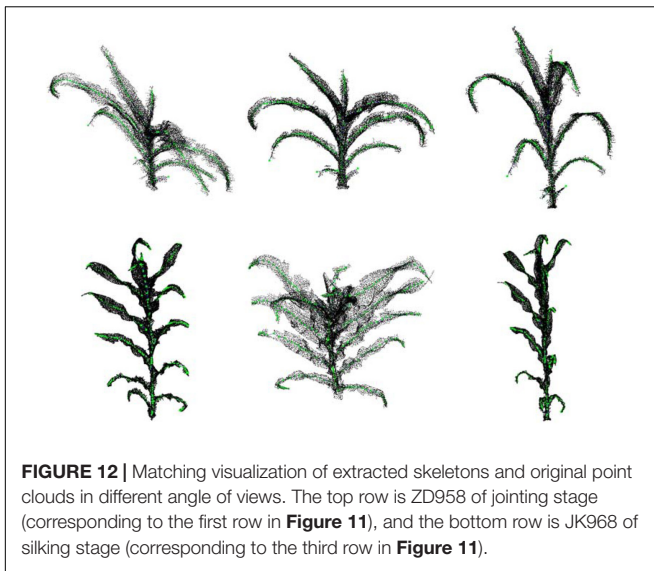 FIGURE 12 | Matching visualization of extracted skeletons and original point
clouds in different angle of views. The top row is ZD958 of jointing stage
(corresponding to the first row in Figure 11), and the bottom row is JK968 of
silking stage (corresponding to the third row in Figure 11).